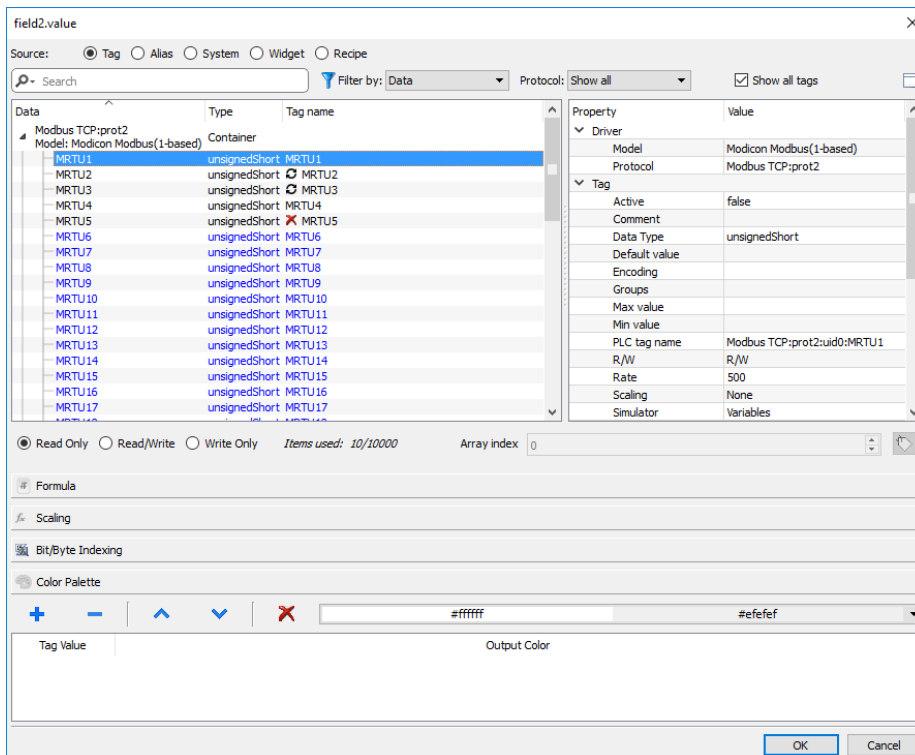 field2.value
Source: Tag Alias System Widget Recipe
Search Filter by: Data Protocol: Show all Show all tags
Data Type Tag name
Modbus TCP:prot2
Model: Modicon Modbus(1-based) Container
MRTU1 unsignedShort MRTU1
MRTU2 unsignedShort MRTU2
MRTU3 unsignedShort MRTU3
MRTU4 unsignedShort MRTU4
MRTU5 unsignedShort MRTU5
MRTU6 unsignedShort MRTU6
MRTU7 unsignedShort MRTU7
MRTU8 unsignedShort MRTU8
MRTU9 unsignedShort MRTU9
MRTU10 unsignedShort MRTU10
MRTU11 unsignedShort MRTU11
MRTU12 unsignedShort MRTU12
MRTU13 unsignedShort MRTU13
MRTU14 unsignedShort MRTU14
MRTU15 unsignedShort MRTU15
MRTU16 unsignedShort MRTU16
MRTU17 unsignedShort MRTU17
Property Value
Driver
Model Modicon Modbus(1-based)
Protocol Modbus TCP:prot2
Tag
Active false
Comment
Data Type unsignedShort
Default value
Encoding
Groups
Max value
Min value
PLC tag name Modbus TCP:prot2:uid0:MRTU1
R/W R/W
Rate 500
Scaling None
Simulator Variables
Read Only Read/Write Write Only Items used: 10/10000 Array index 0
Formula
Scaling
Bit/Byte Indexing
Color Palette
#ffffff #efefef
Tag Value Output Color
OK Cancel